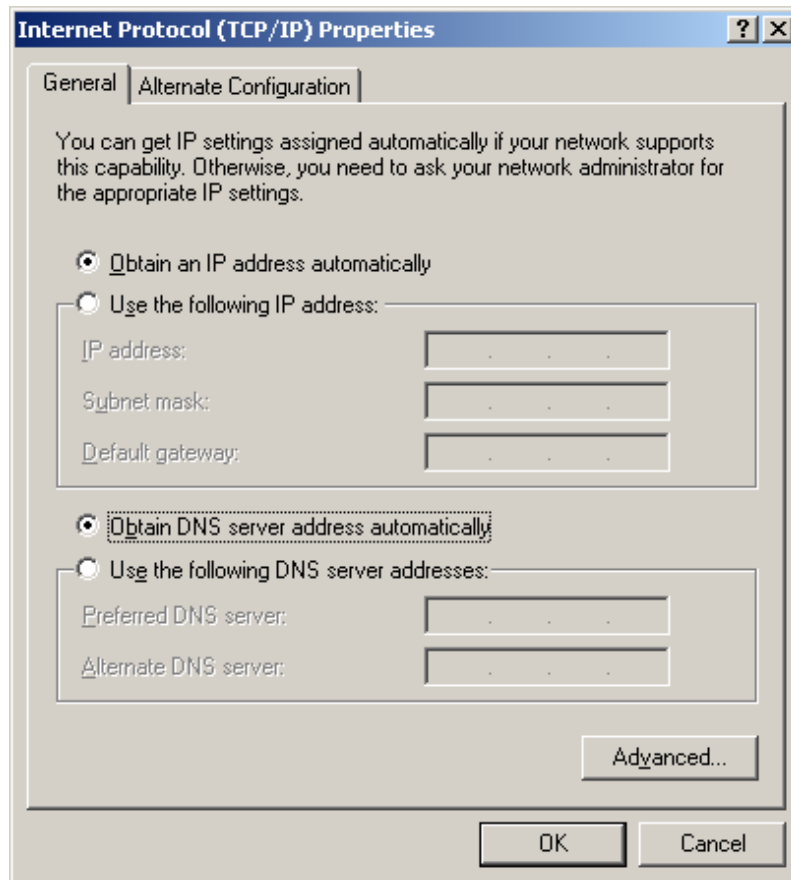 Internet Protocol (TCP/IP) Properties
General
Alternate Configuration
You can get IP settings assigned automatically if your network supports
this capability. Otherwise, you need to ask your network administrator for
the appropriate IP settings.
Obtain an IP address automatically
Use the following IP address:
IP address:
Subnet mask:
Default gateway:
Obtain DNS server address automatically
Use the following DNS server addresses:
Preferred DNS server:
Alternate DNS server:
Advanced...
OK
Cancel